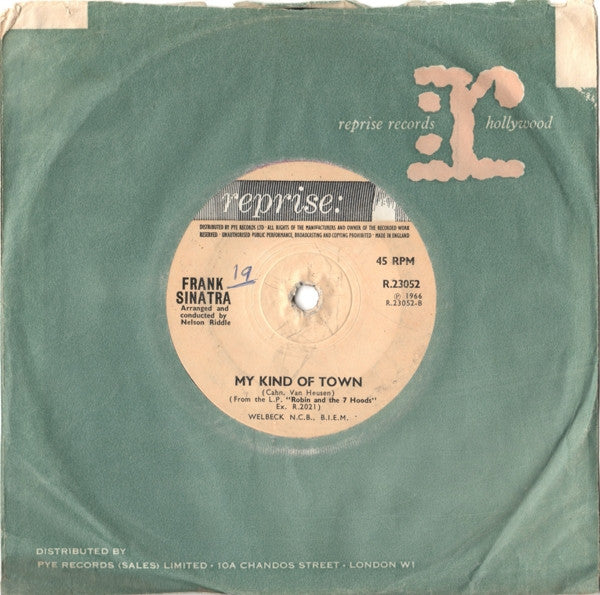 reprise records r: hollywood
reprise:
DISTRIBUTED BY PYE RECORDS LTD · ALL RIGHTS OF THE MANUFACTURERS AND OWNER OF THE RECORDED WORK
RESERVED · UNAUTHORISED PUBLIC PERFORMANCE, BROADCASTING AND COPYING PROHIBITED · MADE IN ENGLAND
45 RPM
FRANK
SINATRA
19
Arranged and
conducted by
Nelson Riddle
R.23052
℗ 1966
R.23052-B
MY KIND OF TOWN
(Cahn, Van Heusen)
(From the L.P. "Robin and the 7 Hoods"
Ex. R.2021)
WELBECK N.C.B., B.I.E.M.
DISTRIBUTED BY
PYE RECORDS (SALES) LIMITED · 10A CHANDOS STREET · LONDON W1